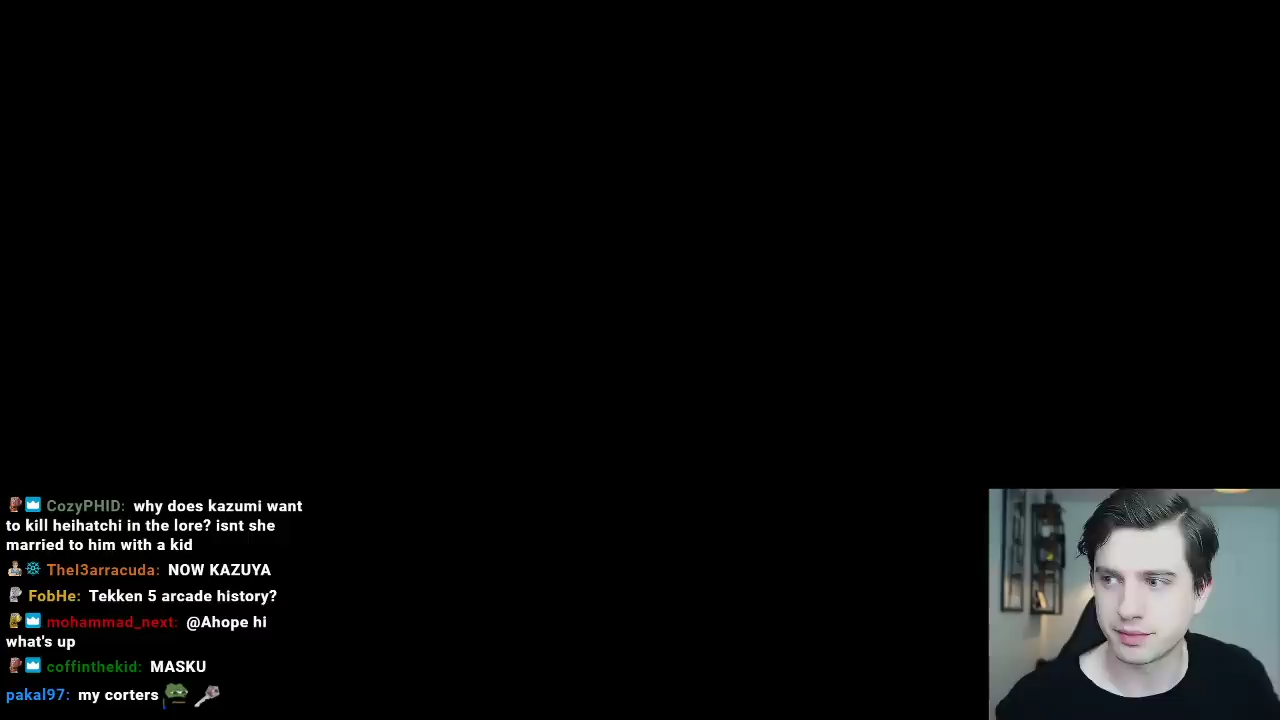 CozyPHID: why does kazumi want
to kill heihatchi in the lore? isnt she
married to him with a kid
Thel3arracuda: NOW KAZUYA
FobHe: Tekken 5 arcade history?
mohammad_next: @Ahope hi
what's up
coffinthekid: MASKU
pakal97: my corters